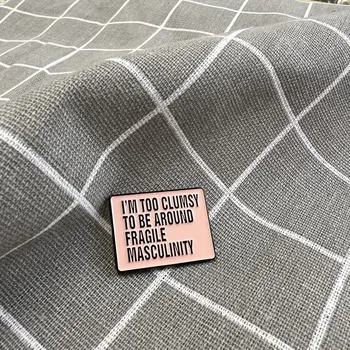 I'M TOO CLUMSY
TO BE AROUND
FRAGILE
MASCULINITY